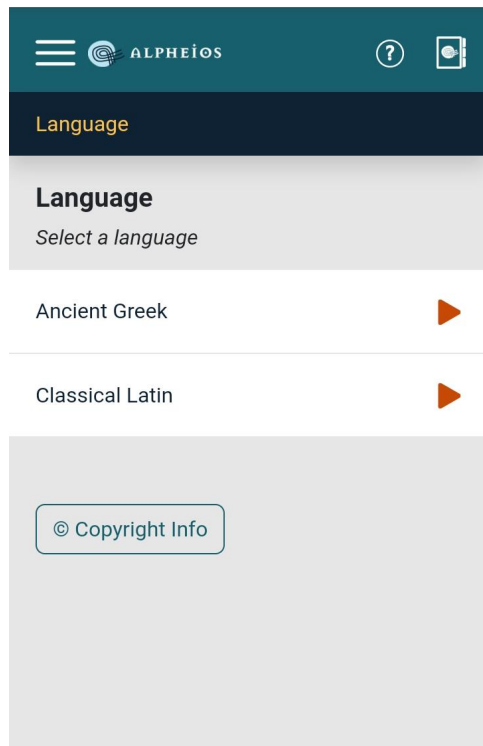 ALPHEIOS
?
Language
Language
Select a language
Ancient Greek
Classical Latin
© Copyright Info